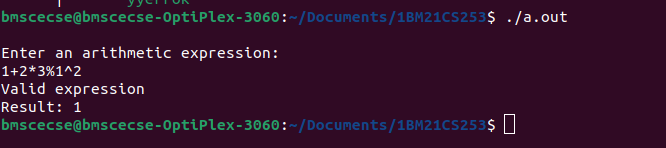 yyerrok
bmscecse@bmscecse-OptiPlex-3060:~/Documents/1BM21CS253$ ./a.out
Enter an arithmetic expression:
1+2*3%1^2
Valid expression
Result: 1
bmscecse@bmscecse-OptiPlex-3060:~/Documents/1BM21CS253$